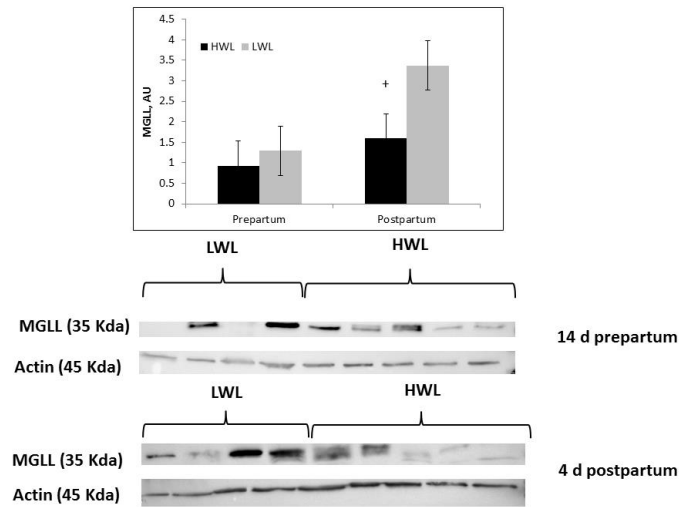 4.5
4
3.5
3
2.5
2
1.5
1
0.5
0
MGLL, AU
HWL LWL
+
Prepartum Postpartum
LWL HWL
MGLL (35 Kda)
14 d prepartum
Actin (45 Kda)
LWL HWL
MGLL (35 Kda)
4 d postpartum
Actin (45 Kda)